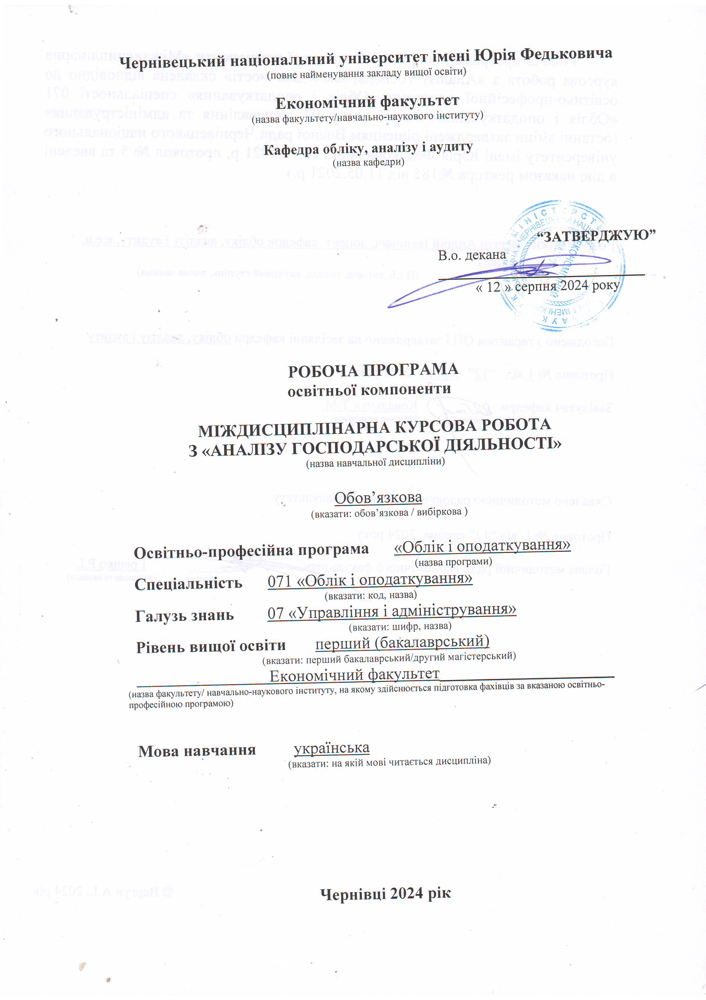 Чернівецький національний університет імені Юрія Федьковича
(повне найменування закладу вищої освіти)
Економічний факультет
(назва факультету/навчально-наукового інституту)
Кафедра обліку, аналізу і аудиту
(назва кафедри)
“ЗАТВЕРДЖУЮ”
В.о. декана
« 12 » серпня 2024 року
РОБОЧА ПРОГРАМА
освітньої компоненти
МІЖДИСЦИПЛІНАРНА КУРСОВА РОБОТА
З «АНАЛІЗУ ГОСПОДАРСЬКОЇ ДІЯЛЬНОСТІ»
(назва навчальної дисципліни)
Обов’язкова
(вказати: обов’язкова / вибіркова )
Освітньо-професійна програма «Облік і оподаткування»
(назва програми)
Спеціальність 071 «Облік і оподаткування»
(вказати: код, назва)
Галузь знань 07 «Управління і адміністрування»
(вказати: шифр, назва)
Рівень вищої освіти перший (бакалаврський)
(вказати: перший бакалаврський/другий магістерський)
Економічний факультет
(назва факультету/ навчально-наукового інституту, на якому здійснюється підготовка фахівців за вказаною освітньо-
професійною програмою)
Мова навчання українська
(вказати: на якій мові читається дисципліна)
Чернівці 2024 рік